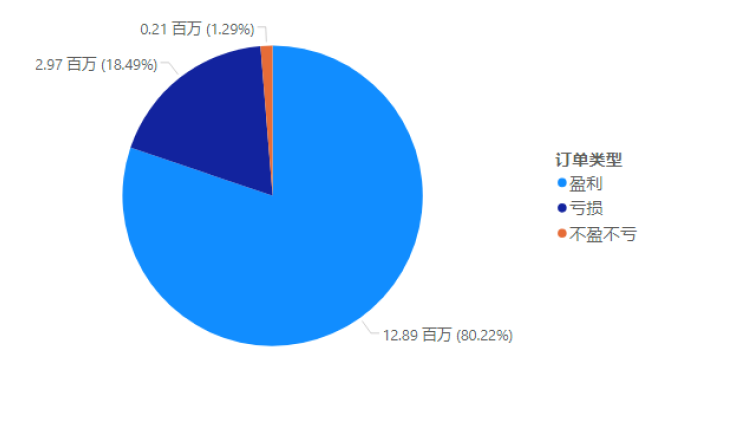 0.21 百万 (1.29%)
2.97 百万 (18.49%)
订单类型
盈利
亏损
不盈不亏
12.89 百万 (80.22%)